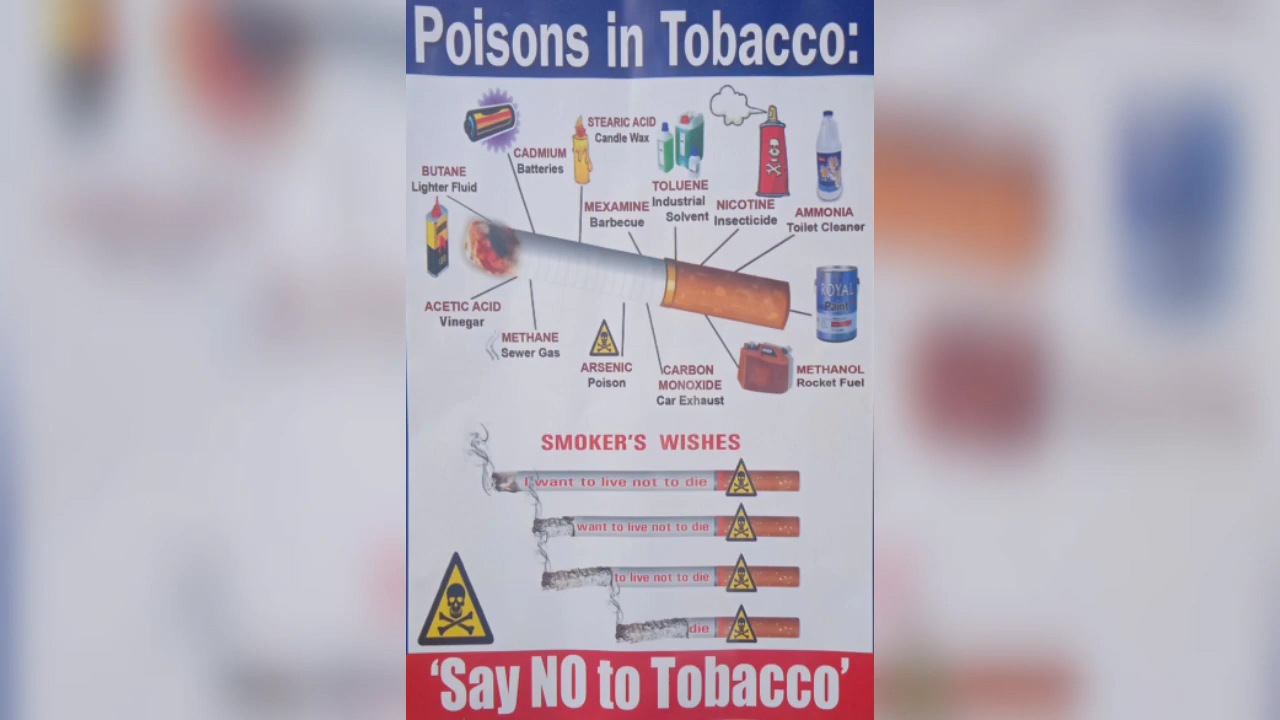 Poisons in Tobacco:
STEARIC ACID
Candle Wax
CADMIUM
Batteries
BUTANE
Lighter Fluid
TOLUENE
Industrial
Solvent
MEXAMINE
Barbecue
NICOTINE
Insecticide
AMMONIA
Toilet Cleaner
ROYAL
Paint
ACETIC ACID
Vinegar
METHANE
Sewer Gas
ARSENIC
Poison
CARBON
MONOXIDE
Car Exhaust
METHANOL
Rocket Fuel
SMOKER'S WISHES
I want to live not to die
want to live not to die
to live not to die
die
'Say NO to Tobacco'